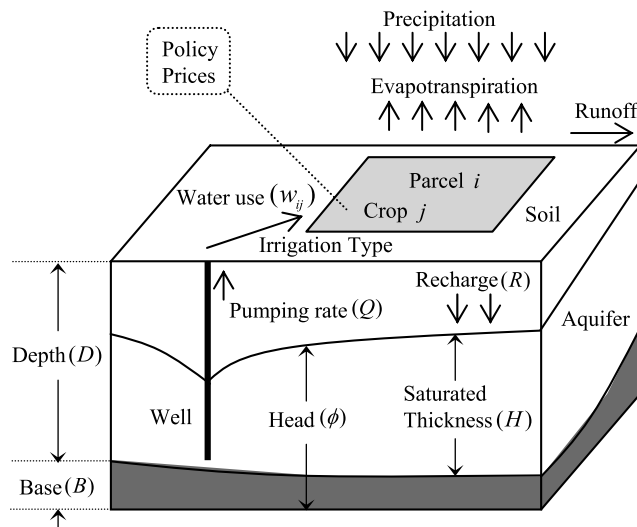 Precipitation
Policy
Prices
Evapotranspiration
Runoff
Parcel i
Water use (w_ij)
Crop j
Soil
Irrigation Type
Recharge (R)
Pumping rate (Q)
Aquifer
Depth (D)
Saturated
Thickness (H)
Well
Head (ϕ)
Base (B)